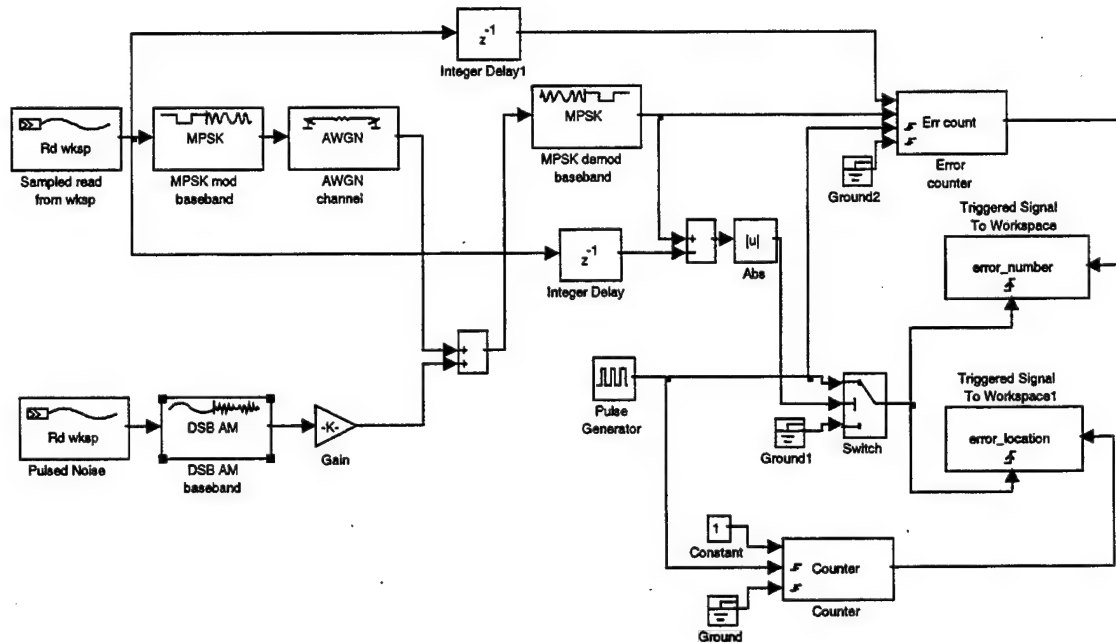 z-1
Integer Delay1
Rd wksp
Sampled read
from wksp
MPSK
MPSK mod
baseband
AWGN
AWGN
channel
MPSK
MPSK demod
baseband
Err count
Error
counter
Ground2
z-1
Integer Delay
+
−
|u|
Abs
Triggered Signal
To Workspace
error_number
+
+
Pulse
Generator
Ground1
Switch
Triggered Signal
To Workspace1
error_location
Rd wksp
Pulsed Noise
DSB AM
DSB AM
baseband
-K-
Gain
1
Constant
Counter
Counter
Ground